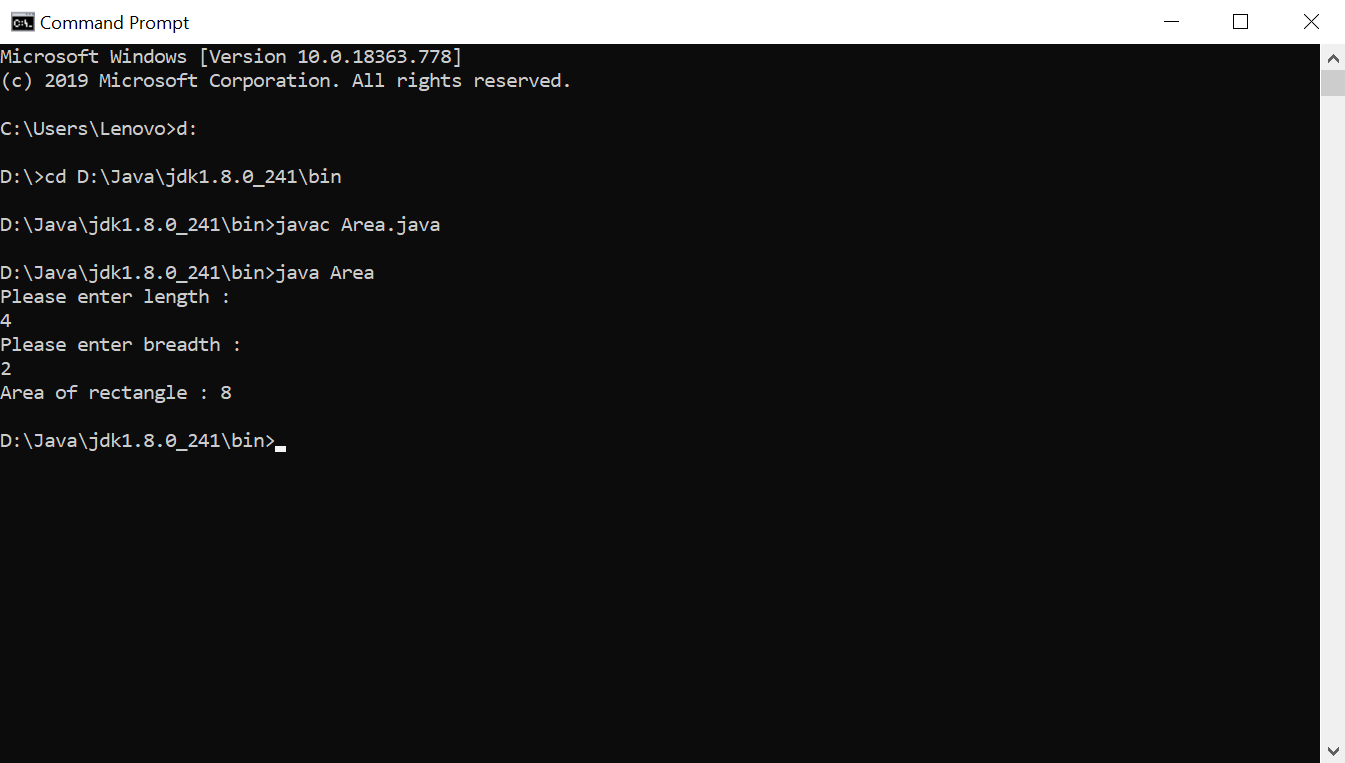 Command Prompt
Microsoft Windows [Version 10.0.18363.778]
(c) 2019 Microsoft Corporation. All rights reserved.
C:\Users\Lenovo>d:
D:\>cd D:\Java\jdk1.8.0_241\bin
D:\Java\jdk1.8.0_241\bin>javac Area.java
D:\Java\jdk1.8.0_241\bin>java Area
Please enter length :
4
Please enter breadth :
2
Area of rectangle : 8
D:\Java\jdk1.8.0_241\bin>